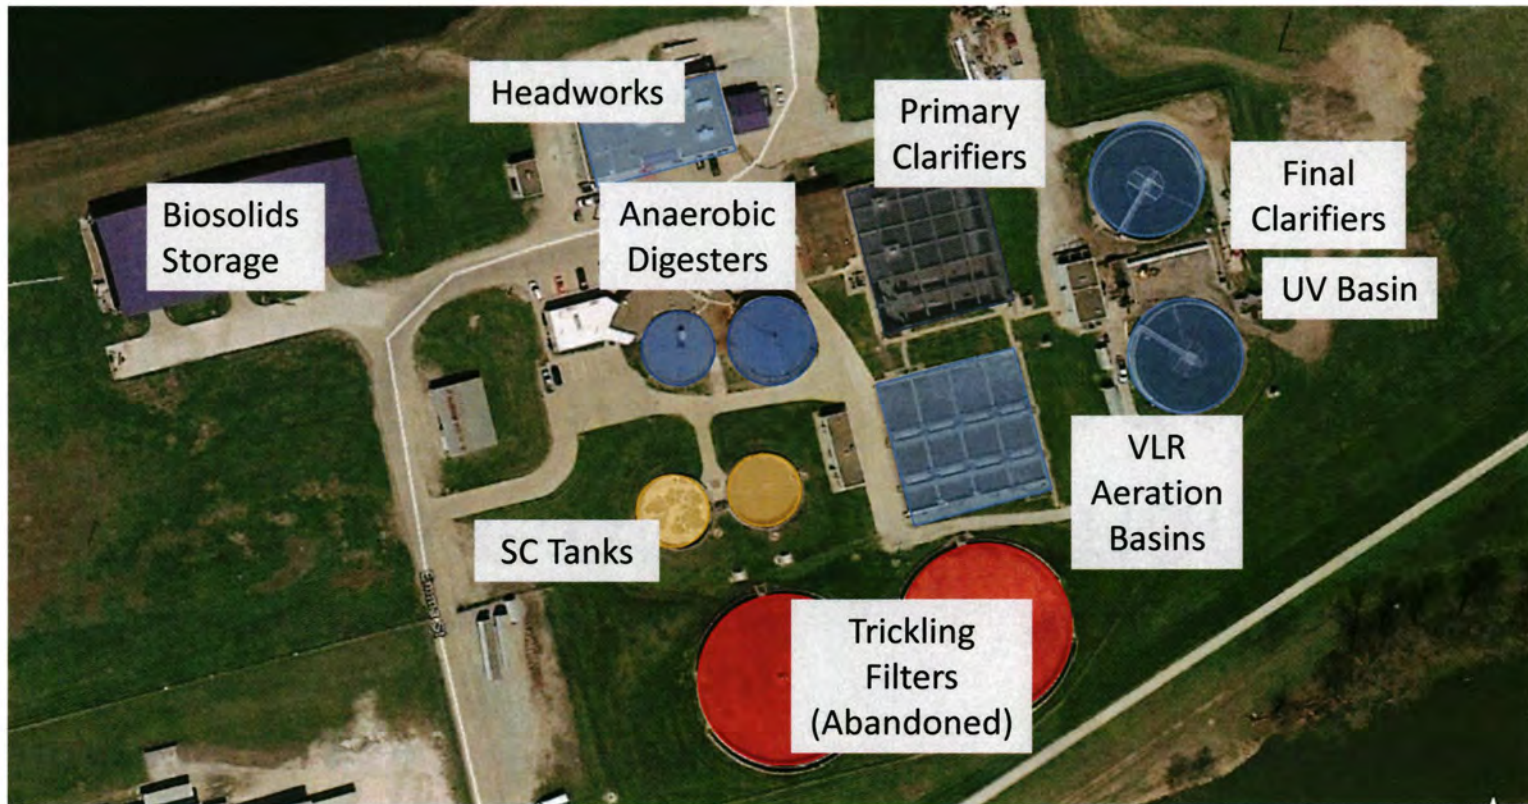 Headworks
Primary
Clarifiers
Final
Clarifiers
Biosolids
Storage
Anaerobic
Digesters
UV Basin
VLR
Aeration
Basins
SC Tanks
Trickling
Filters
(Abandoned)